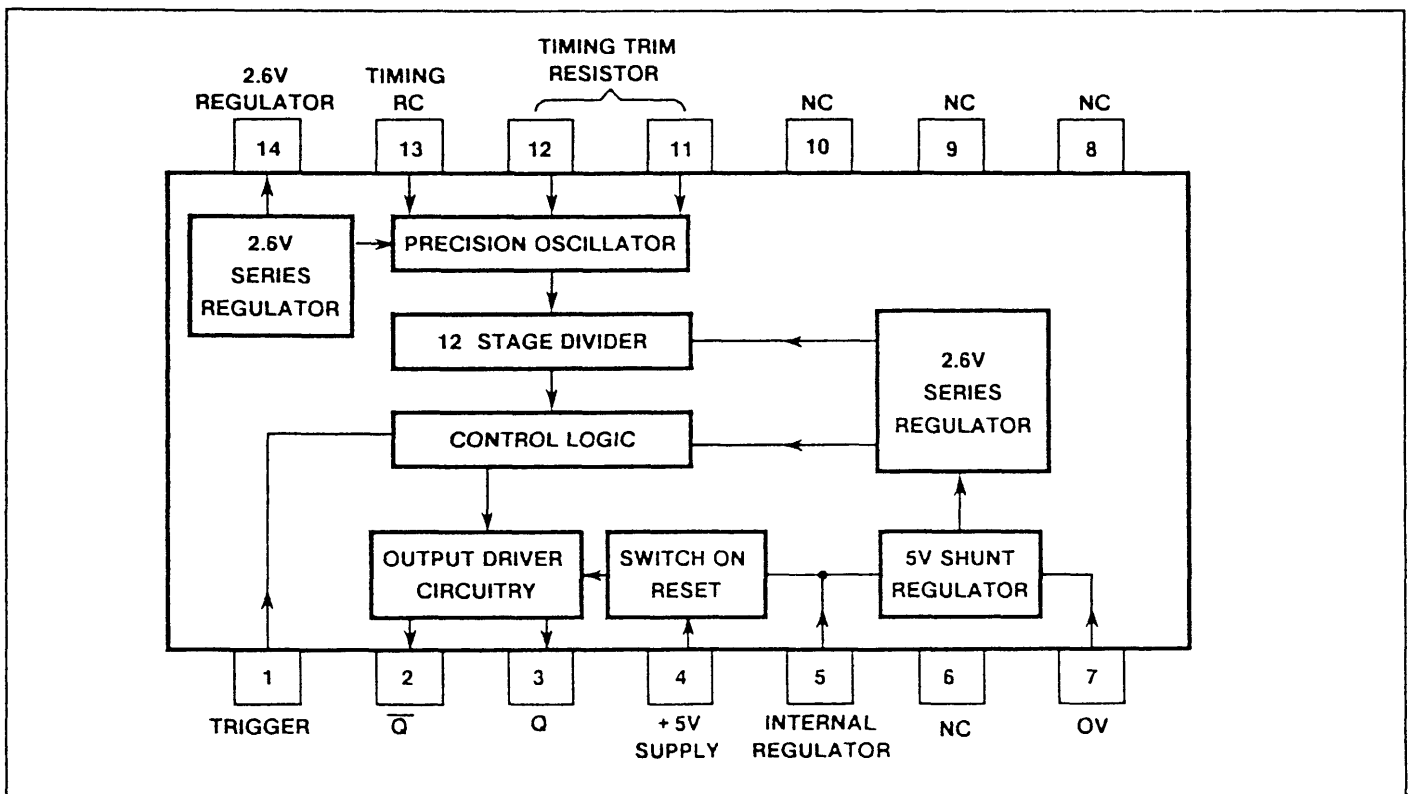 TIMING TRIM
RESISTOR
2.6V
REGULATOR
TIMING
RC
NC
NC
NC
14
13
12
11
10
9
8
2.6V
SERIES
REGULATOR
PRECISION OSCILLATOR
12 STAGE DIVIDER
2.6V
SERIES
REGULATOR
CONTROL LOGIC
OUTPUT DRIVER
CIRCUITRY
SWITCH ON
RESET
5V SHUNT
REGULATOR
1
2
3
4
5
6
7
TRIGGER
Q̅
Q
+ 5V
SUPPLY
INTERNAL
REGULATOR
NC
OV